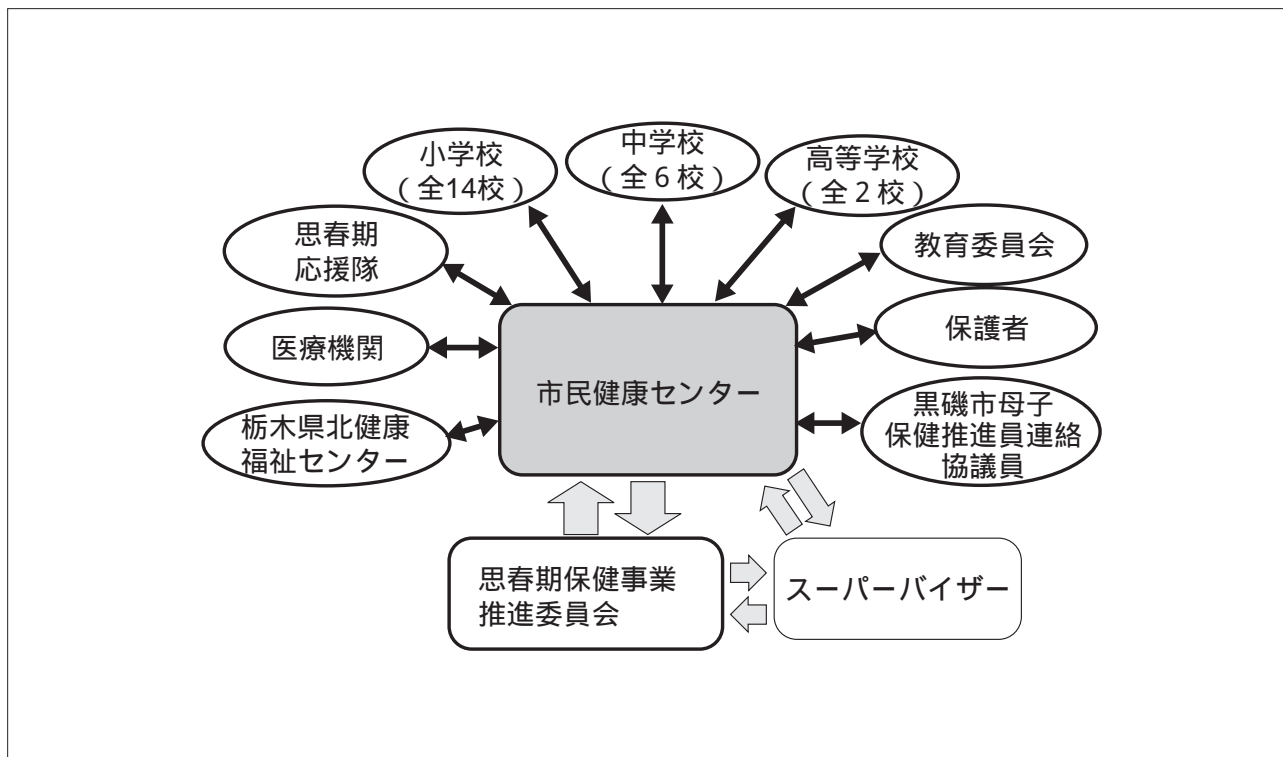 小学校
（全14校）
中学校
（全６校）
高等学校
（全２校）
思春期
応援隊
教育委員会
医療機関
保護者
市民健康センター
栃木県北健康
福祉センター
黒磯市母子
保健推進員連絡
協議員
思春期保健事業
推進委員会
スーパーバイザー